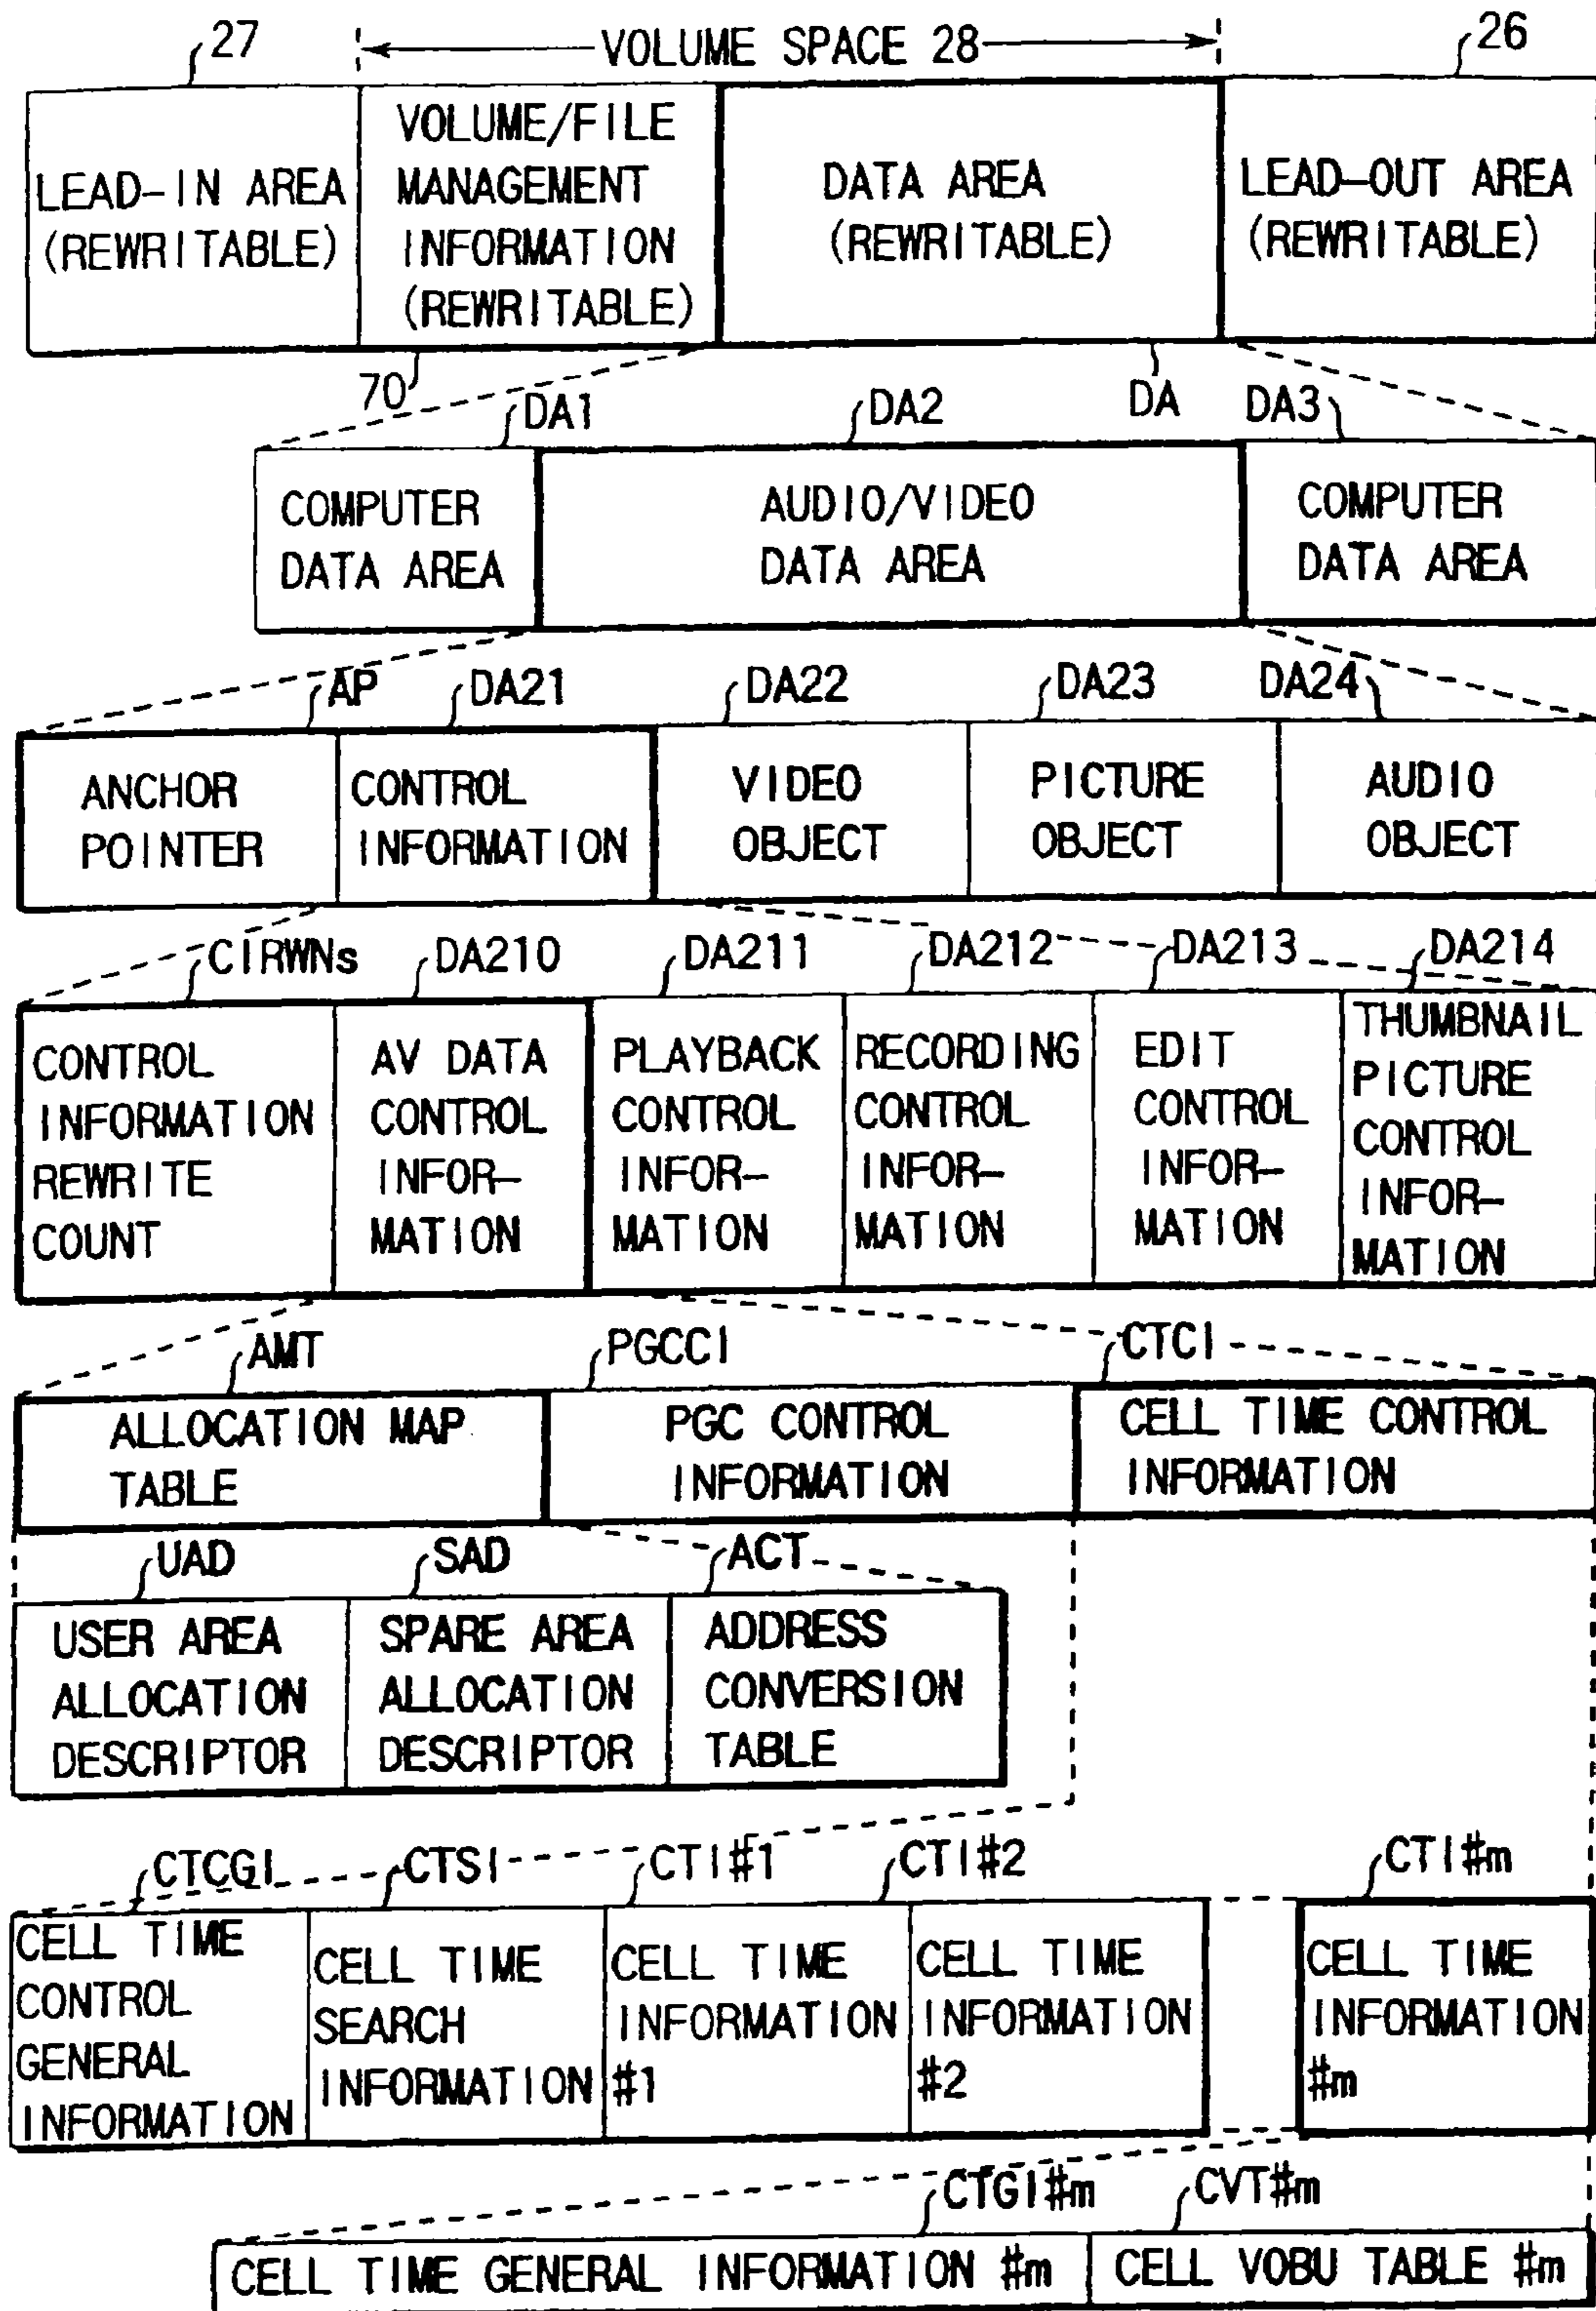 27
VOLUME SPACE 28
26
LEAD-IN AREA
(REWRITABLE)
VOLUME/FILE
MANAGEMENT
INFORMATION
(REWRITABLE)
DATA AREA
(REWRITABLE)
LEAD-OUT AREA
(REWRITABLE)
70
DA
DA1
DA2
DA3
COMPUTER
DATA AREA
AUDIO/VIDEO
DATA AREA
COMPUTER
DATA AREA
AP
DA21
DA22
DA23
DA24
ANCHOR
POINTER
CONTROL
INFORMATION
VIDEO
OBJECT
PICTURE
OBJECT
AUDIO
OBJECT
CIRWNs
DA210
DA211
DA212
DA213
DA214
CONTROL
INFORMATION
REWRITE
COUNT
AV DATA
CONTROL
INFOR-
MATION
PLAYBACK
CONTROL
INFOR-
MATION
RECORDING
CONTROL
INFOR-
MATION
EDIT
CONTROL
INFOR-
MATION
THUMBNAIL
PICTURE
CONTROL
INFOR-
MATION
AMT
PGCCI
CTCI
ALLOCATION MAP
TABLE
PGC CONTROL
INFORMATION
CELL TIME CONTROL
INFORMATION
UAD
SAD
ACT
USER AREA
ALLOCATION
DESCRIPTOR
SPARE AREA
ALLOCATION
DESCRIPTOR
ADDRESS
CONVERSION
TABLE
CTCGI
CTSI
CTI#1
CTI#2
CTI#m
CELL TIME
CONTROL
GENERAL
INFORMATION
CELL TIME
SEARCH
INFORMATION
CELL TIME
INFORMATION
#1
CELL TIME
INFORMATION
#2
CELL TIME
INFORMATION
#m
CTGI#m
CVT#m
CELL TIME GENERAL INFORMATION #m
CELL VOBU TABLE #m